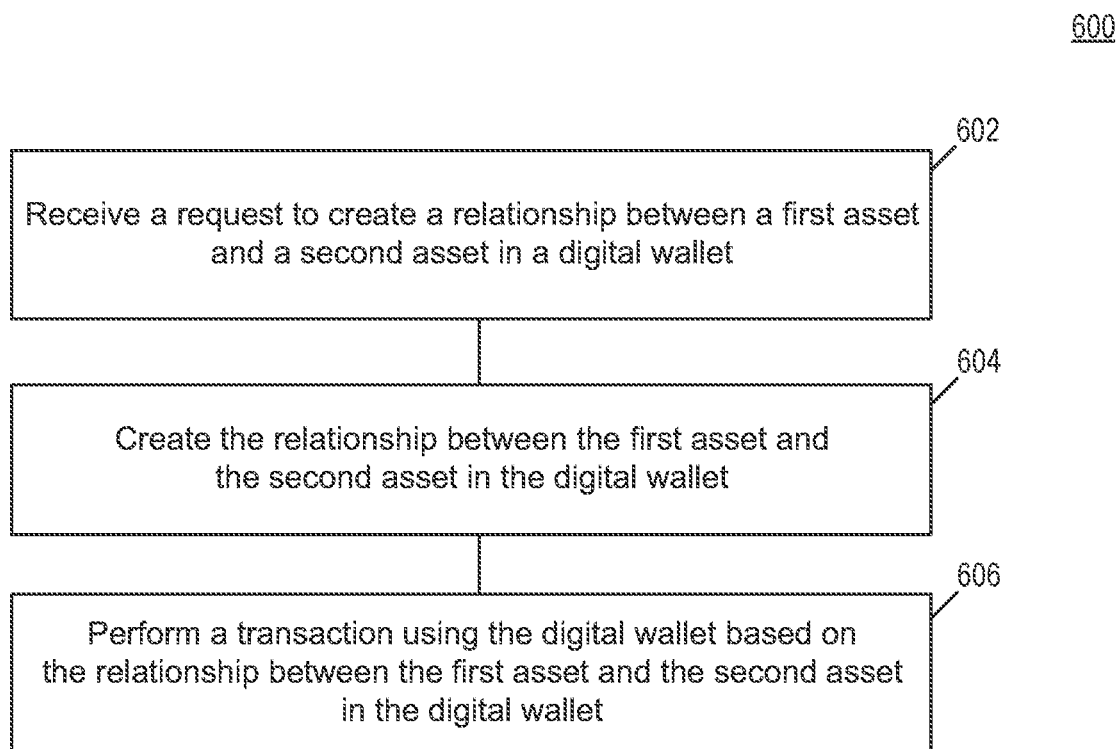 600
602
Receive a request to create a relationship between a first asset
and a second asset in a digital wallet
604
Create the relationship between the first asset and
the second asset in the digital wallet
606
Perform a transaction using the digital wallet based on
the relationship between the first asset and the second asset
in the digital wallet